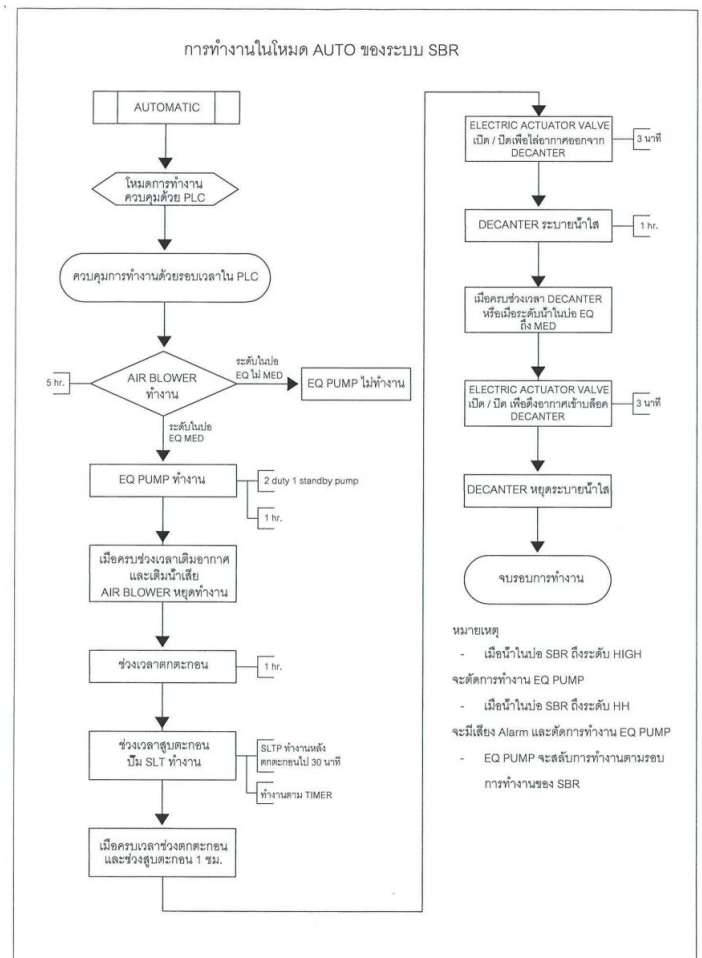 การทำงานในโหมด AUTO ของระบบ SBR
AUTOMATIC
โหมดการทำงาน
ควบคุมด้วย PLC
ควบคุมการทำงานด้วยรอบเวลาใน PLC
5 hr.
AIR BLOWER
ทำงาน
ระดับในบ่อ
EQ ไม่ MED
EQ PUMP ไม่ทำงาน
ระดับในบ่อ
EQ MED
EQ PUMP ทำงาน
2 duty 1 standby pump
1 hr.
เมื่อครบช่วงเวลาเติมอากาศ
และเติมน้ำเสีย
AIR BLOWER หยุดทำงาน
ช่วงเวลาตกตะกอน
1 hr.
ช่วงเวลาสูบตะกอน
ปั๊ม SLT ทำงาน
SLTP ทำงานหลัง
ตกตะกอนไป 30 นาที
ทำงานตาม TIMER
เมื่อครบเวลาช่วงตกตะกอน
และช่วงสูบตะกอน 1 ชม.
ELECTRIC ACTUATOR VALVE
เปิด / ปิดเพื่อไล่อากาศออกจาก
DECANTER
3 นาที
DECANTER ระบายน้ำใส
1 hr.
เมื่อครบช่วงเวลา DECANTER
หรือเมื่อระดับน้ำในบ่อ EQ
ถึง MED
ELECTRIC ACTUATOR VALVE
เปิด / ปิด เพื่อดึงอากาศเข้าบล็อค
DECANTER
3 นาที
DECANTER หยุดระบายน้ำใส
จบรอบการทำงาน
หมายเหตุ
- เมื่อน้ำในบ่อ SBR ถึงระดับ HIGH
จะตัดการทำงาน EQ PUMP
- เมื่อน้ำในบ่อ SBR ถึงระดับ HH
จะมีเสียง Alarm และตัดการทำงาน EQ PUMP
- EQ PUMP จะสลับการทำงานตามรอบ
การทำงานของ SBR